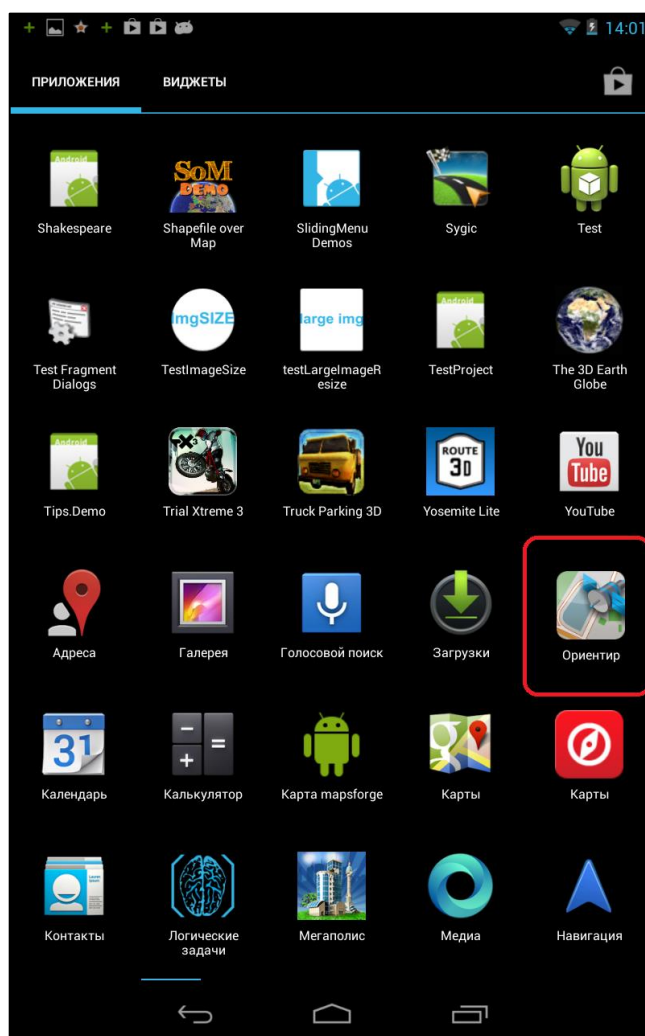 14:01
ПРИЛОЖЕНИЯ ВИДЖЕТЫ
Android
SoM
DEMO
Shakespeare
Shapefile over
Map
SlidingMenu
Demos
Sygic
Test
ImgSIZE
large img
Android
Test Fragment
Dialogs
TestImageSize
testLargeImageR
esize
TestProject
The 3D Earth
Globe
Android
X3
ROUTE
3D
You
Tube
Tips.Demo
Trial Xtreme 3
Truck Parking 3D
Yosemite Lite
YouTube
Адреса
Галерея
Голосовой поиск
Загрузки
Ориентир
31
g
Календарь
Калькулятор
Карта mapsforge
Карты
Карты
Контакты
Логические
задачи
Мегаполис
Медиа
Навигация